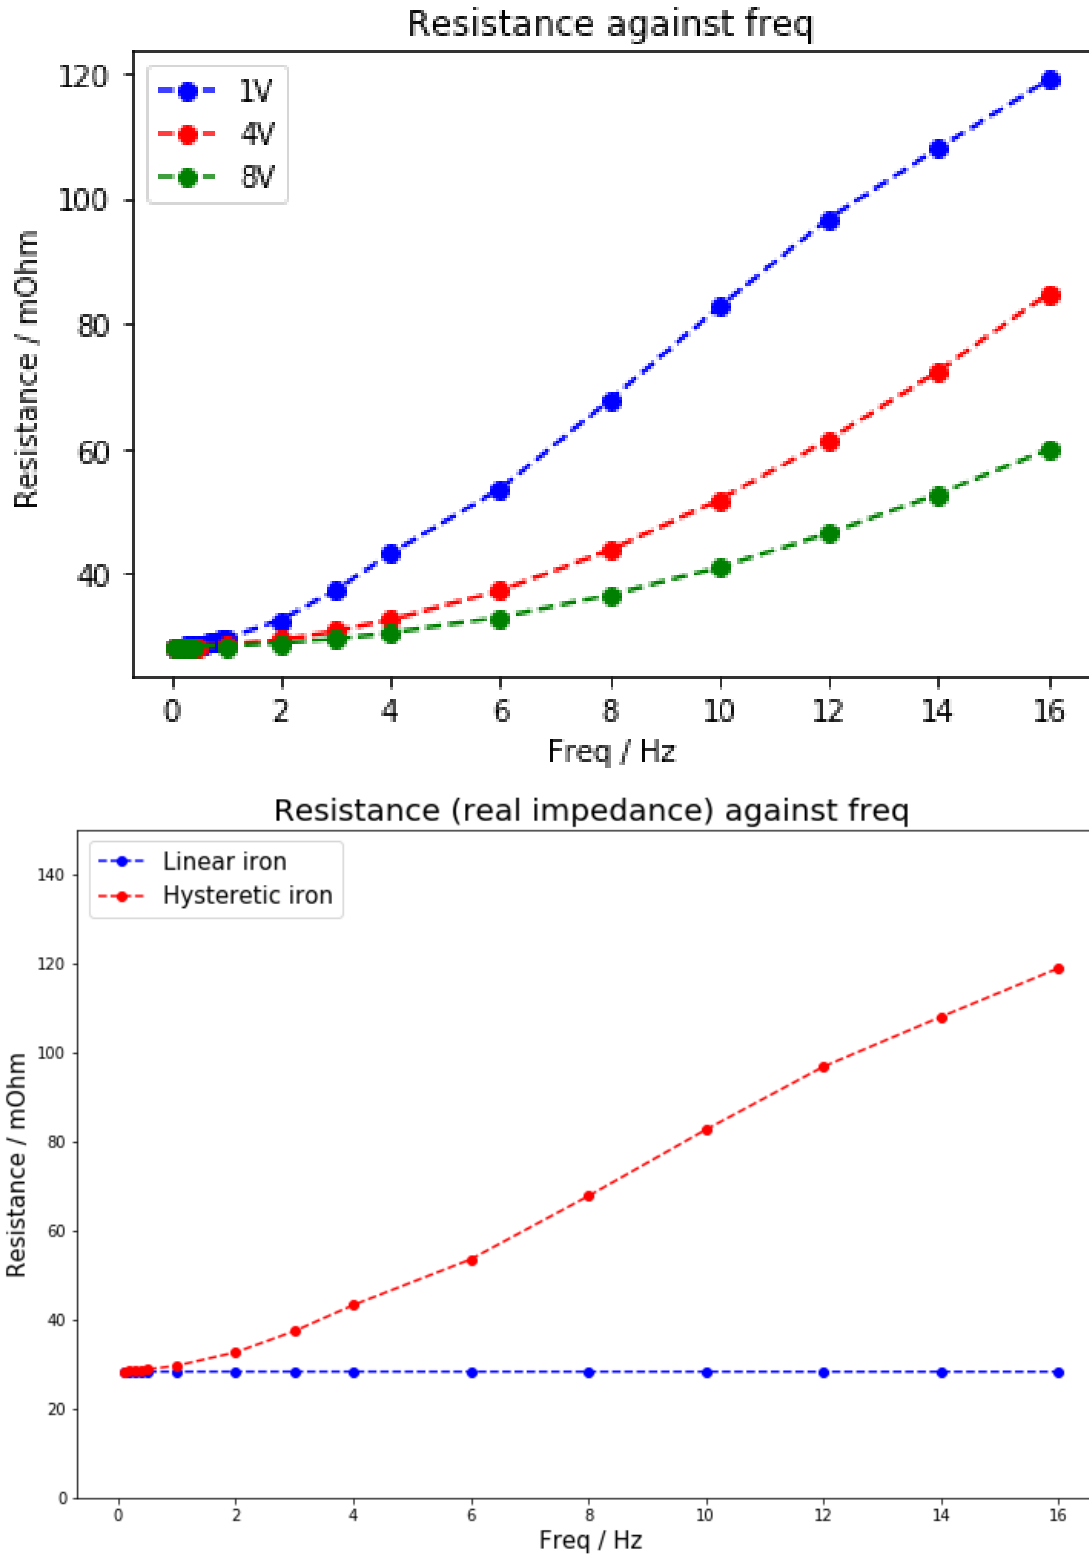 Resistance against freq
1V
4V
8V
120
100
80
60
40
Resistance / mOhm
0 2 4 6 8 10 12 14 16
Freq / Hz
Resistance (real impedance) against freq
Linear iron
Hysteretic iron
140
120
100
80
60
40
20
0
Resistance / mOhm
0 2 4 6 8 10 12 14 16
Freq / Hz